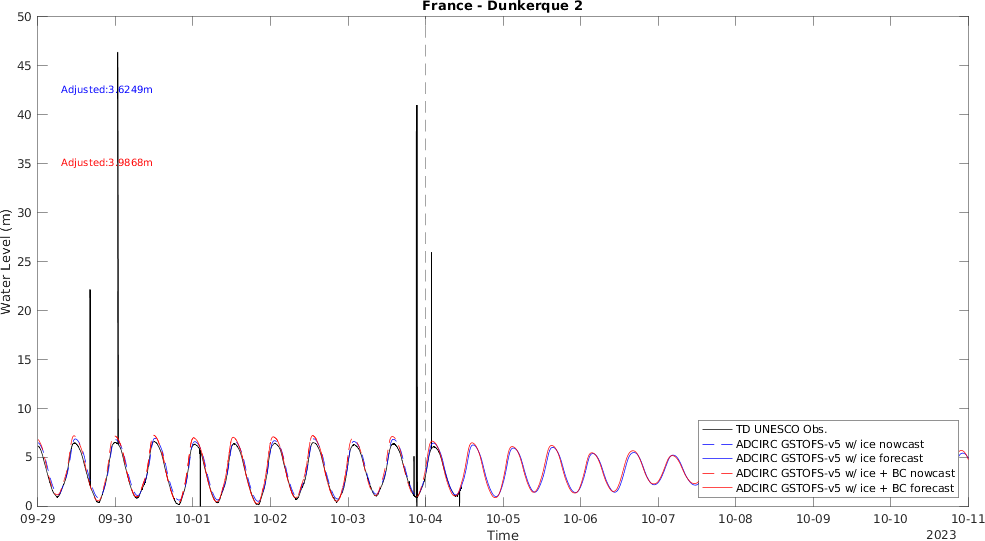 France - Dunkerque 2
50
45
40
35
30
25
20
15
10
5
0
Water Level (m)
Adjusted:3.6249m
Adjusted:3.9868m
TD UNESCO Obs.
ADCIRC GSTOFS-v5 w/ ice nowcast
ADCIRC GSTOFS-v5 w/ ice forecast
ADCIRC GSTOFS-v5 w/ ice + BC nowcast
ADCIRC GSTOFS-v5 w/ ice + BC forecast
09-29 09-30 10-01 10-02 10-03 10-04 10-05 10-06 10-07 10-08 10-09 10-10 10-11
Time
2023